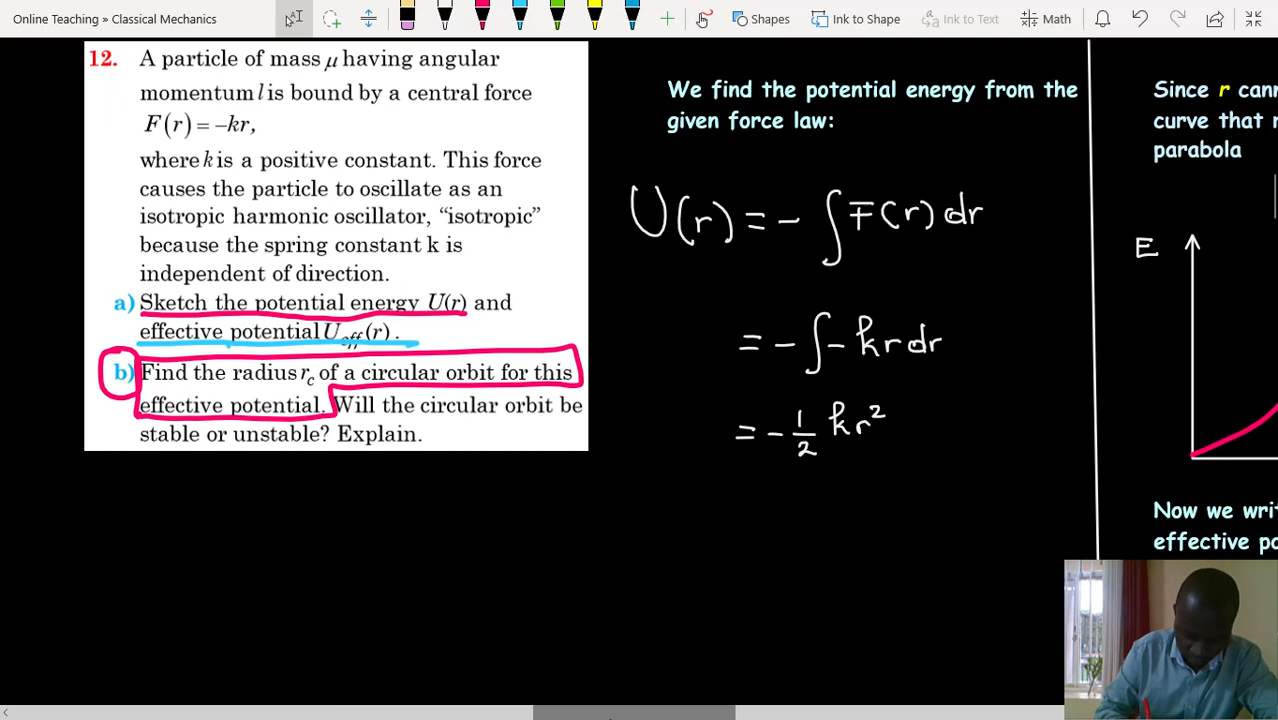 Online Teaching » Classical Mechanics
Shapes
Ink to Shape
Ink to Text
Math
12. A particle of mass μ having angular
momentum l is bound by a central force
F(r) = –kr,
where k is a positive constant. This force
causes the particle to oscillate as an
isotropic harmonic oscillator, “isotropic”
because the spring constant k is
independent of direction.
a) Sketch the potential energy U(r) and
effective potential U_eff(r).
b) Find the radius r_c of a circular orbit for this
effective potential. Will the circular orbit be
stable or unstable? Explain.
We find the potential energy from the
given force law:
U(r) = - ∫ F(r) dr
= - ∫ - kr dr
= - 1/2 kr²
Since r cann
curve that
parabola
E
Now we wri
effective po